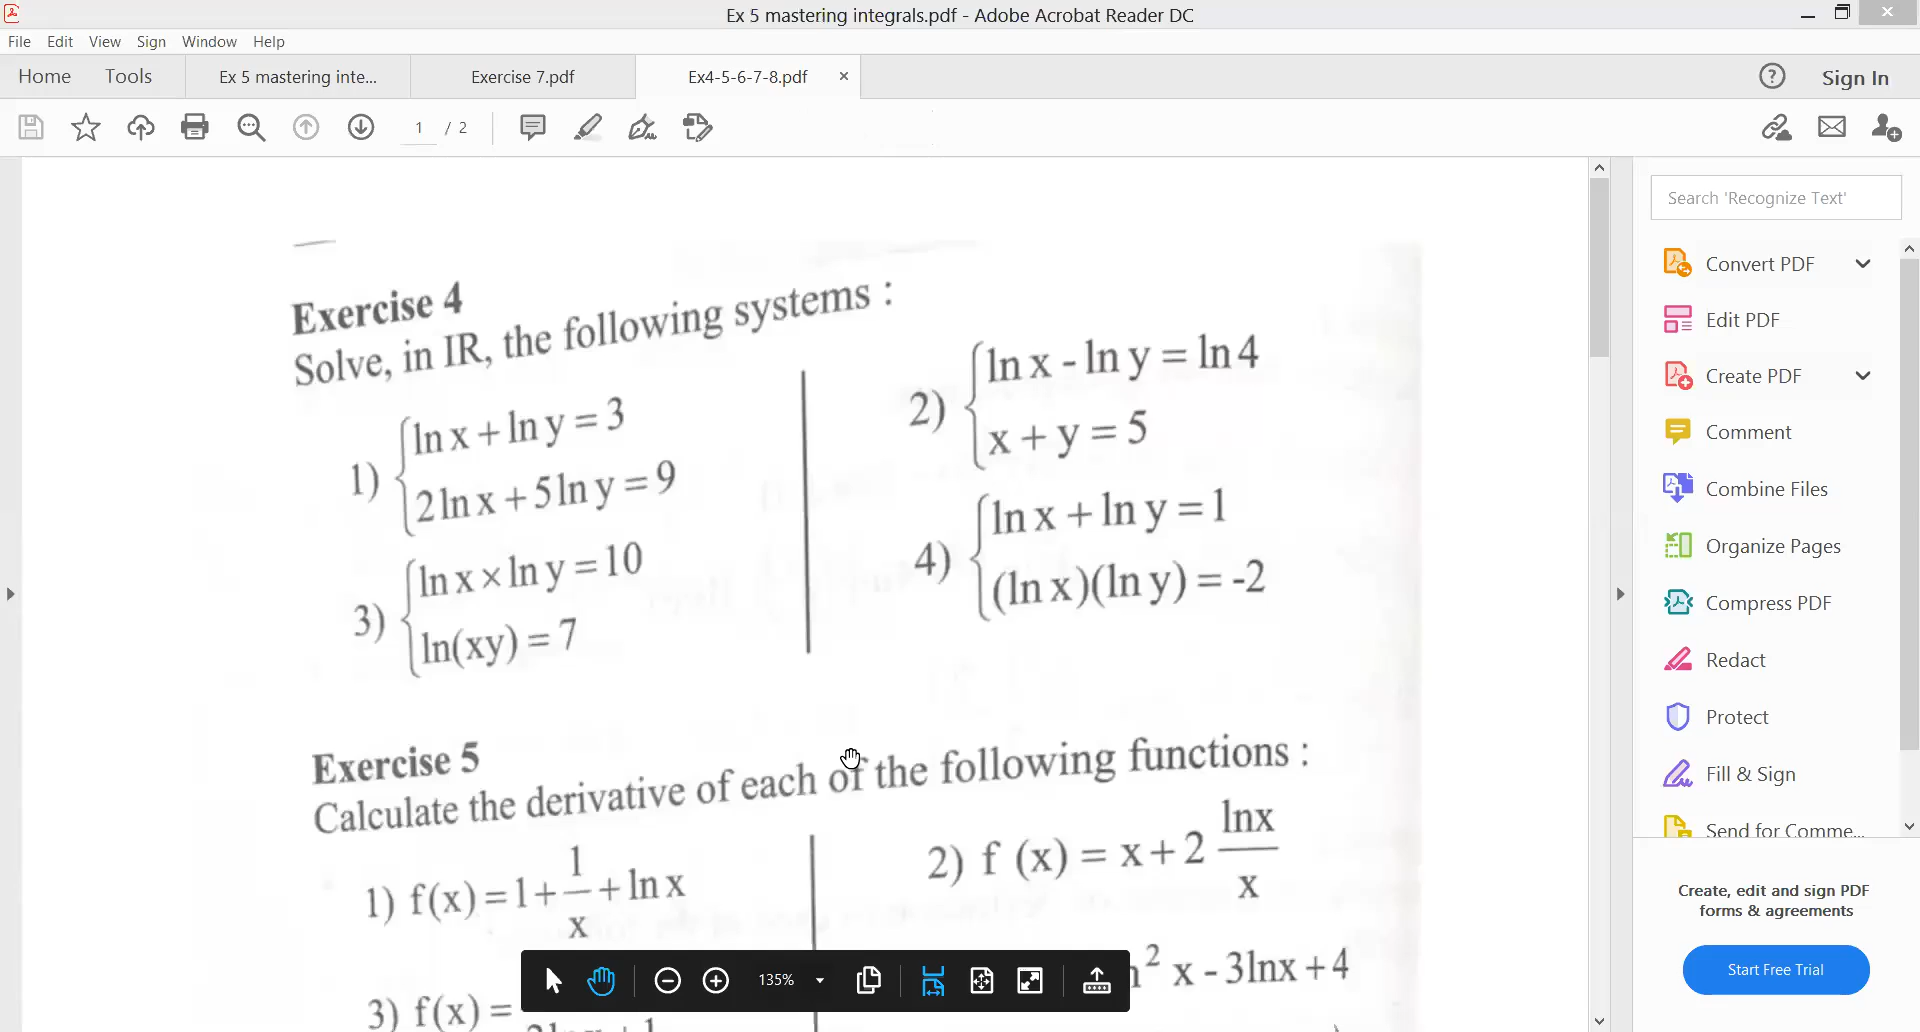 Ex 5 mastering integrals.pdf - Adobe Acrobat Reader DC
File Edit View Sign Window Help
Home Tools Ex 5 mastering inte... Exercise 7.pdf Ex4-5-6-7-8.pdf × Sign In
1 / 2
Search 'Recognize Text'
Convert PDF
Edit PDF
Create PDF
Comment
Combine Files
Organize Pages
Compress PDF
Redact
Protect
Fill & Sign
Send for Comme...
Create, edit and sign PDF
forms & agreements
Start Free Trial
Exercise 4
Solve, in IR, the following systems :
1) { ln x + ln y = 3
2 ln x + 5 ln y = 9
2) { ln x - ln y = ln 4
x + y = 5
3) { ln x × ln y = 10
ln(xy) = 7
4) { ln x + ln y = 1
(ln x)(ln y) = -2
Exercise 5
Calculate the derivative of each of the following functions :
1) f(x) = 1 + 1/x + ln x
2) f (x) = x + 2 lnx/x
3) f(x) =
² x - 3lnx + 4
135%